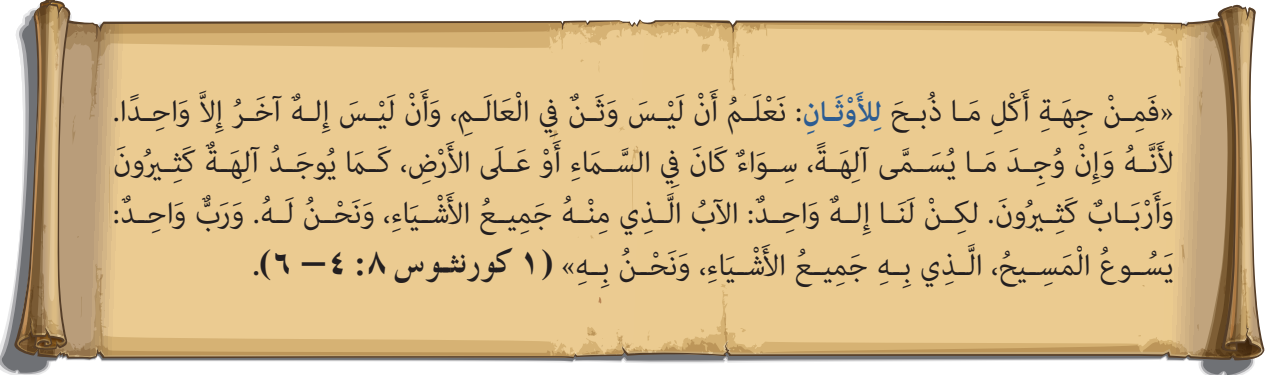 «فَمِنْ جِهَةِ أَكْلِ مَا ذُبِحَ لِلأَوْثَانِ: نَعْلَمُ أَنْ لَيْسَ وَثَنٌ فِي الْعَالَمِ، وَأَنْ لَيْسَ إِلهٌ آخَرُ إِلاَّ وَاحِدًا.
لأَنَّهُ وَإِنْ وُجِدَ مَا يُسَمَّى آلِهَةً، سِوَاءٌ كَانَ فِي السَّمَاءِ أَوْ عَلَى الأَرْضِ، كَمَا يُوجَدُ آلِهَةٌ كَثِيرُونَ
وَأَرْبَابٌ كَثِيرُونَ. لكِنْ لَنَا إِلهٌ وَاحِدٌ: الآبُ الَّذِي مِنْهُ جَمِيعُ الأَشْيَاءِ، وَنَحْنُ لَهُ. وَرَبٌّ وَاحِدٌ:
يَسُوعُ الْمَسِيحُ، الَّذِي بِهِ جَمِيعُ الأَشْيَاءِ، وَنَحْنُ بِهِ» (١ كورنثوس ٨: ٤ – ٦).